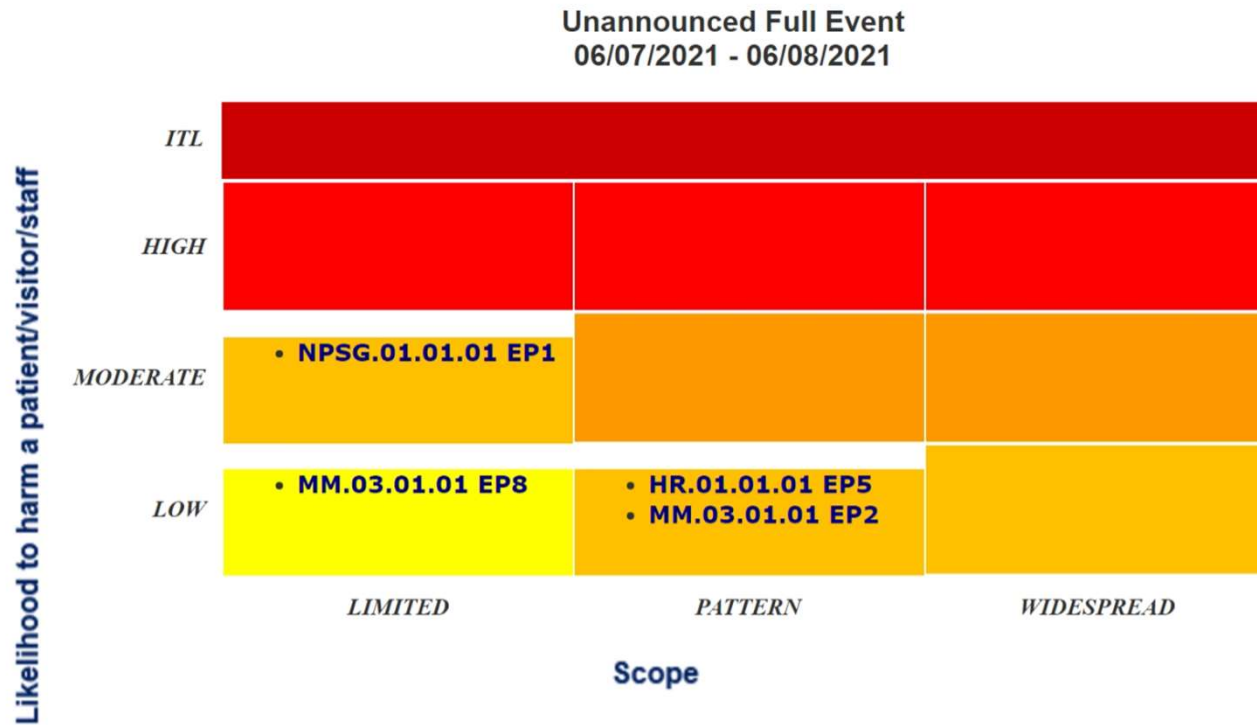 Unannounced Full Event
06/07/2021 - 06/08/2021
Likelihood to harm a patient/visitor/staff
ITL
HIGH
MODERATE
• NPSG.01.01.01 EP1
LOW
• MM.03.01.01 EP8
• HR.01.01.01 EP5
• MM.03.01.01 EP2
LIMITED
PATTERN
WIDESPREAD
Scope